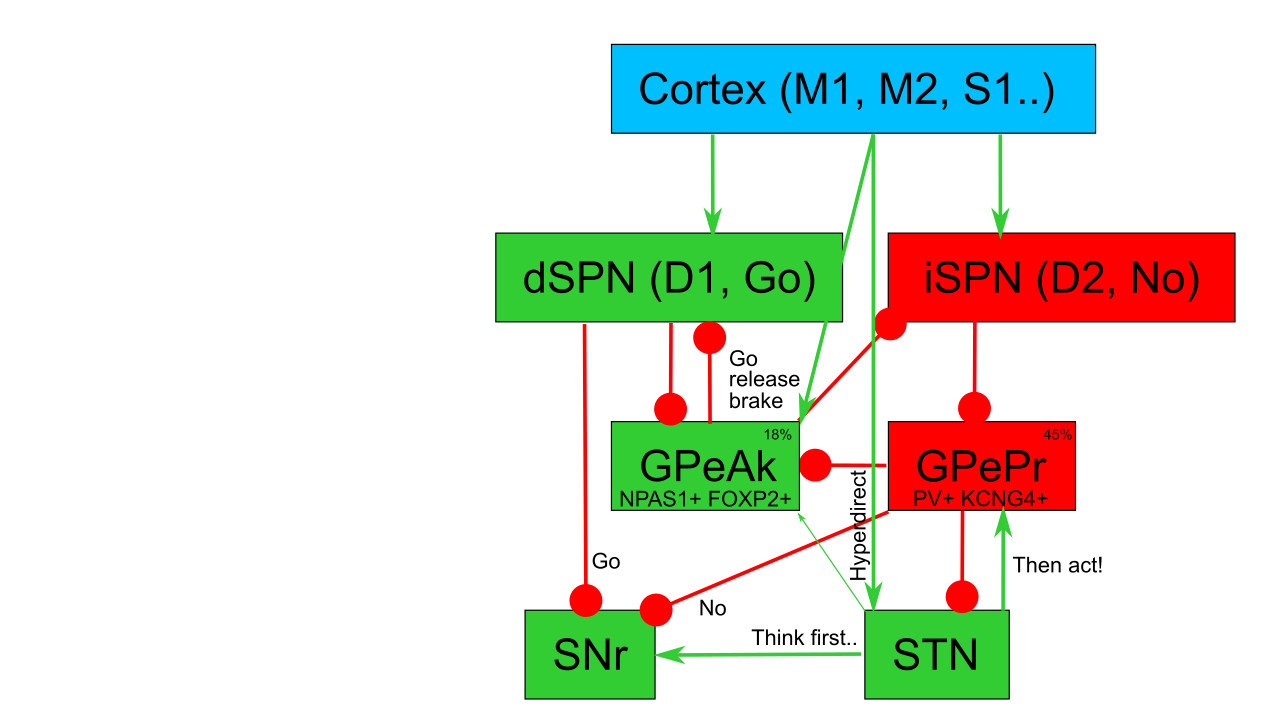 Cortex (M1, M2, S1..)
dSPN (D1, Go)
iSPN (D2, No)
Go
release
brake
18%
GPeAk
NPAS1+ FOXP2+
45%
GPePr
PV+ KCNG4+
Hyperdirect
Go
No
Then act!
Think first..
SNr
STN